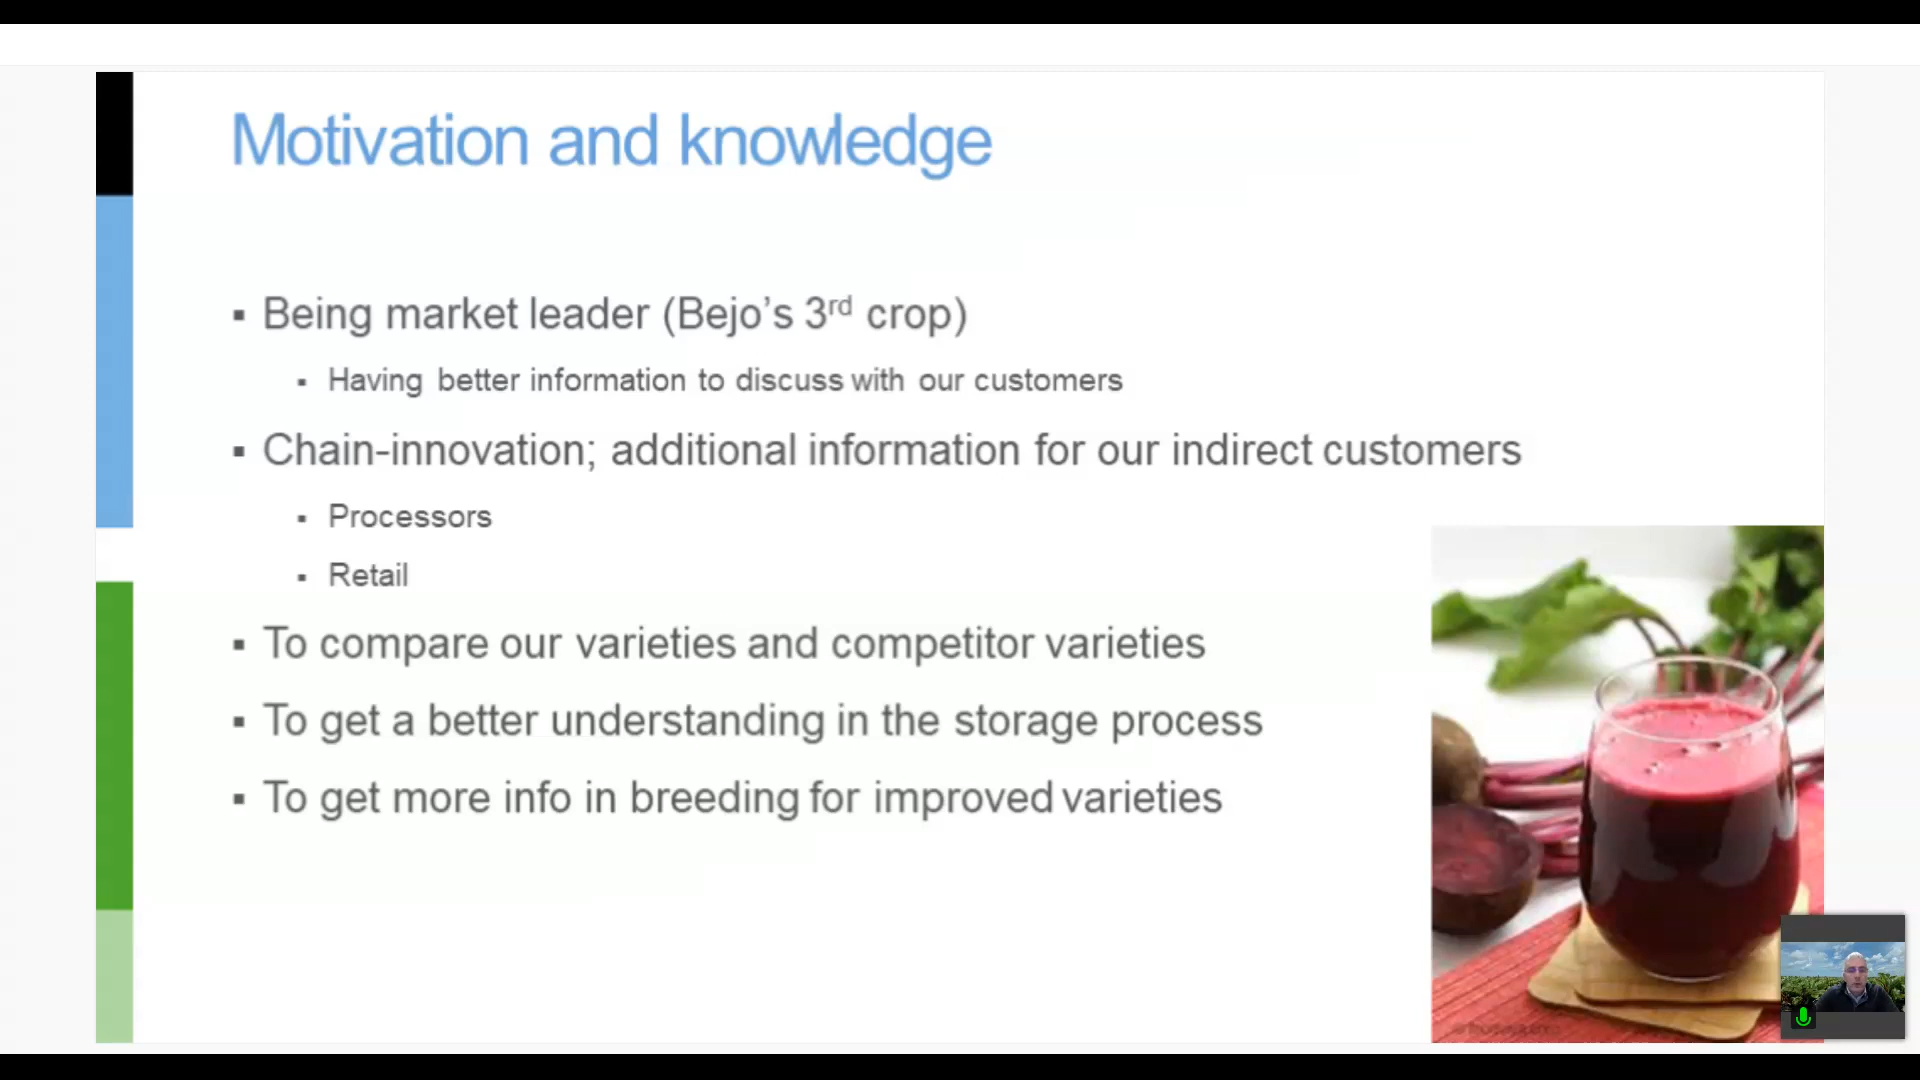 Motivation and knowledge
▪ Being market leader (Bejo’s 3rd crop)
▪ Having better information to discuss with our customers
▪ Chain-innovation; additional information for our indirect customers
▪ Processors
▪ Retail
▪ To compare our varieties and competitor varieties
▪ To get a better understanding in the storage process
▪ To get more info in breeding for improved varieties